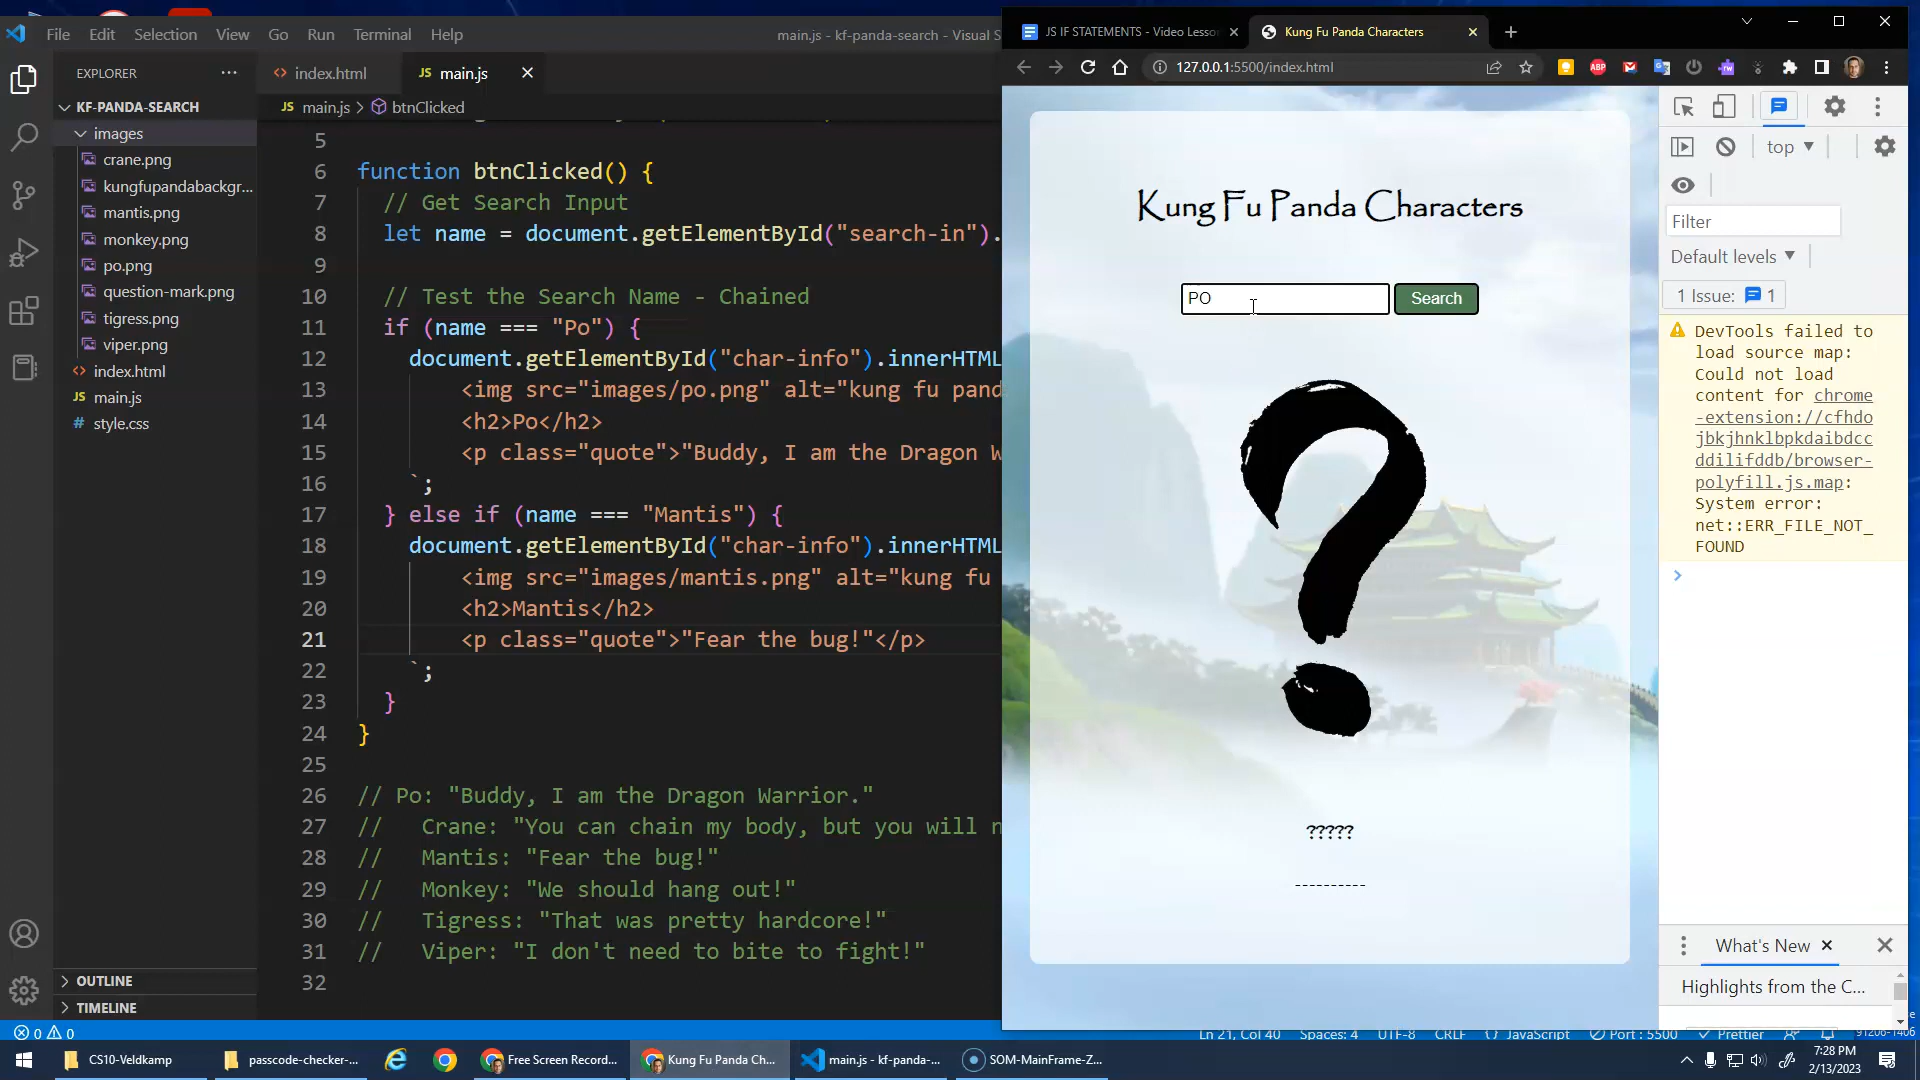 File Edit Selection View Go Run Terminal Help
main.js - kf-panda-search - Visual S
EXPLORER
KF-PANDA-SEARCH
images
crane.png
kungfupandabackgr...
mantis.png
monkey.png
po.png
question-mark.png
tigress.png
viper.png
index.html
JS main.js
# style.css
OUTLINE
TIMELINE
index.html
JS main.js
JS main.js > btnClicked
5
6 function btnClicked() {
7 // Get Search Input
8 let name = document.getElementById("search-in").
9
10 // Test the Search Name - Chained
11 if (name === "Po") {
12 document.getElementById("char-info").innerHTML
13 <img src="images/po.png" alt="kung fu pand
14 <h2>Po</h2>
15 <p class="quote">"Buddy, I am the Dragon W
16 `;
17 } else if (name === "Mantis") {
18 document.getElementById("char-info").innerHTML
19 <img src="images/mantis.png" alt="kung fu
20 <h2>Mantis</h2>
21 <p class="quote">"Fear the bug!"</p>
22 `;
23 }
24 }
25
26 // Po: "Buddy, I am the Dragon Warrior."
27 // Crane: "You can chain my body, but you will n
28 // Mantis: "Fear the bug!"
29 // Monkey: "We should hang out!"
30 // Tigress: "That was pretty hardcore!"
31 // Viper: "I don't need to bite to fight!"
32
0 0
Ln 21, Col 40 Spaces: 4 UTF-8 CRLF {} JavaScript Port : 5500 Prettier
JS IF STATEMENTS - Video Lesso
Kung Fu Panda Characters
127.0.0.1:5500/index.html
Kung Fu Panda Characters
PO
Search
?
?????
----------
top
Filter
Default levels
1 Issue: 1
DevTools failed to
load source map:
Could not load
content for chrome
-extension://cfhdo
jbkjhnklbpkdaibdcc
ddilifddb/browser-
polyfill.js.map:
System error:
net::ERR_FILE_NOT_
FOUND
What's New
Highlights from the C...
CS10-Veldkamp
passcode-checker-...
Free Screen Record...
Kung Fu Panda Ch...
main.js - kf-panda-...
SOM-MainFrame-Z...
7:28 PM
2/13/2023